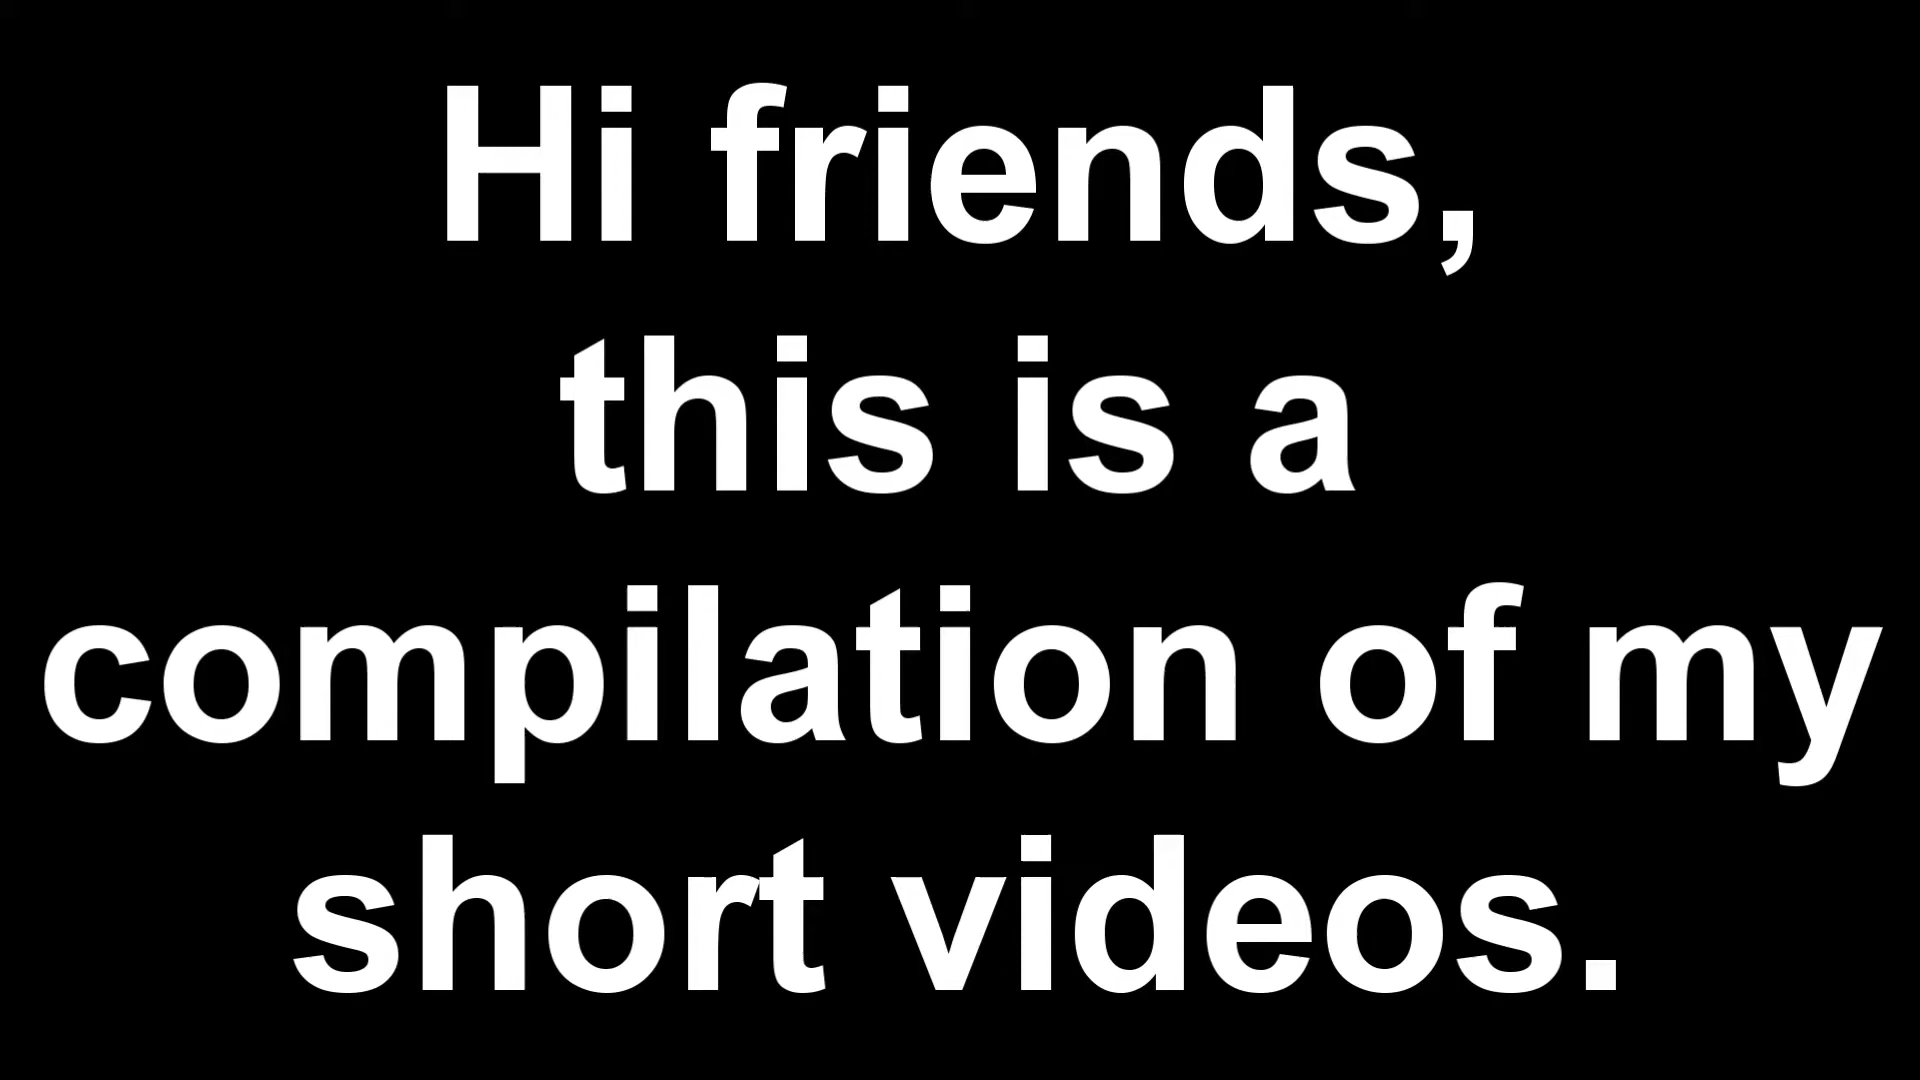 Hi friends,
this is a
compilation of my
short videos.